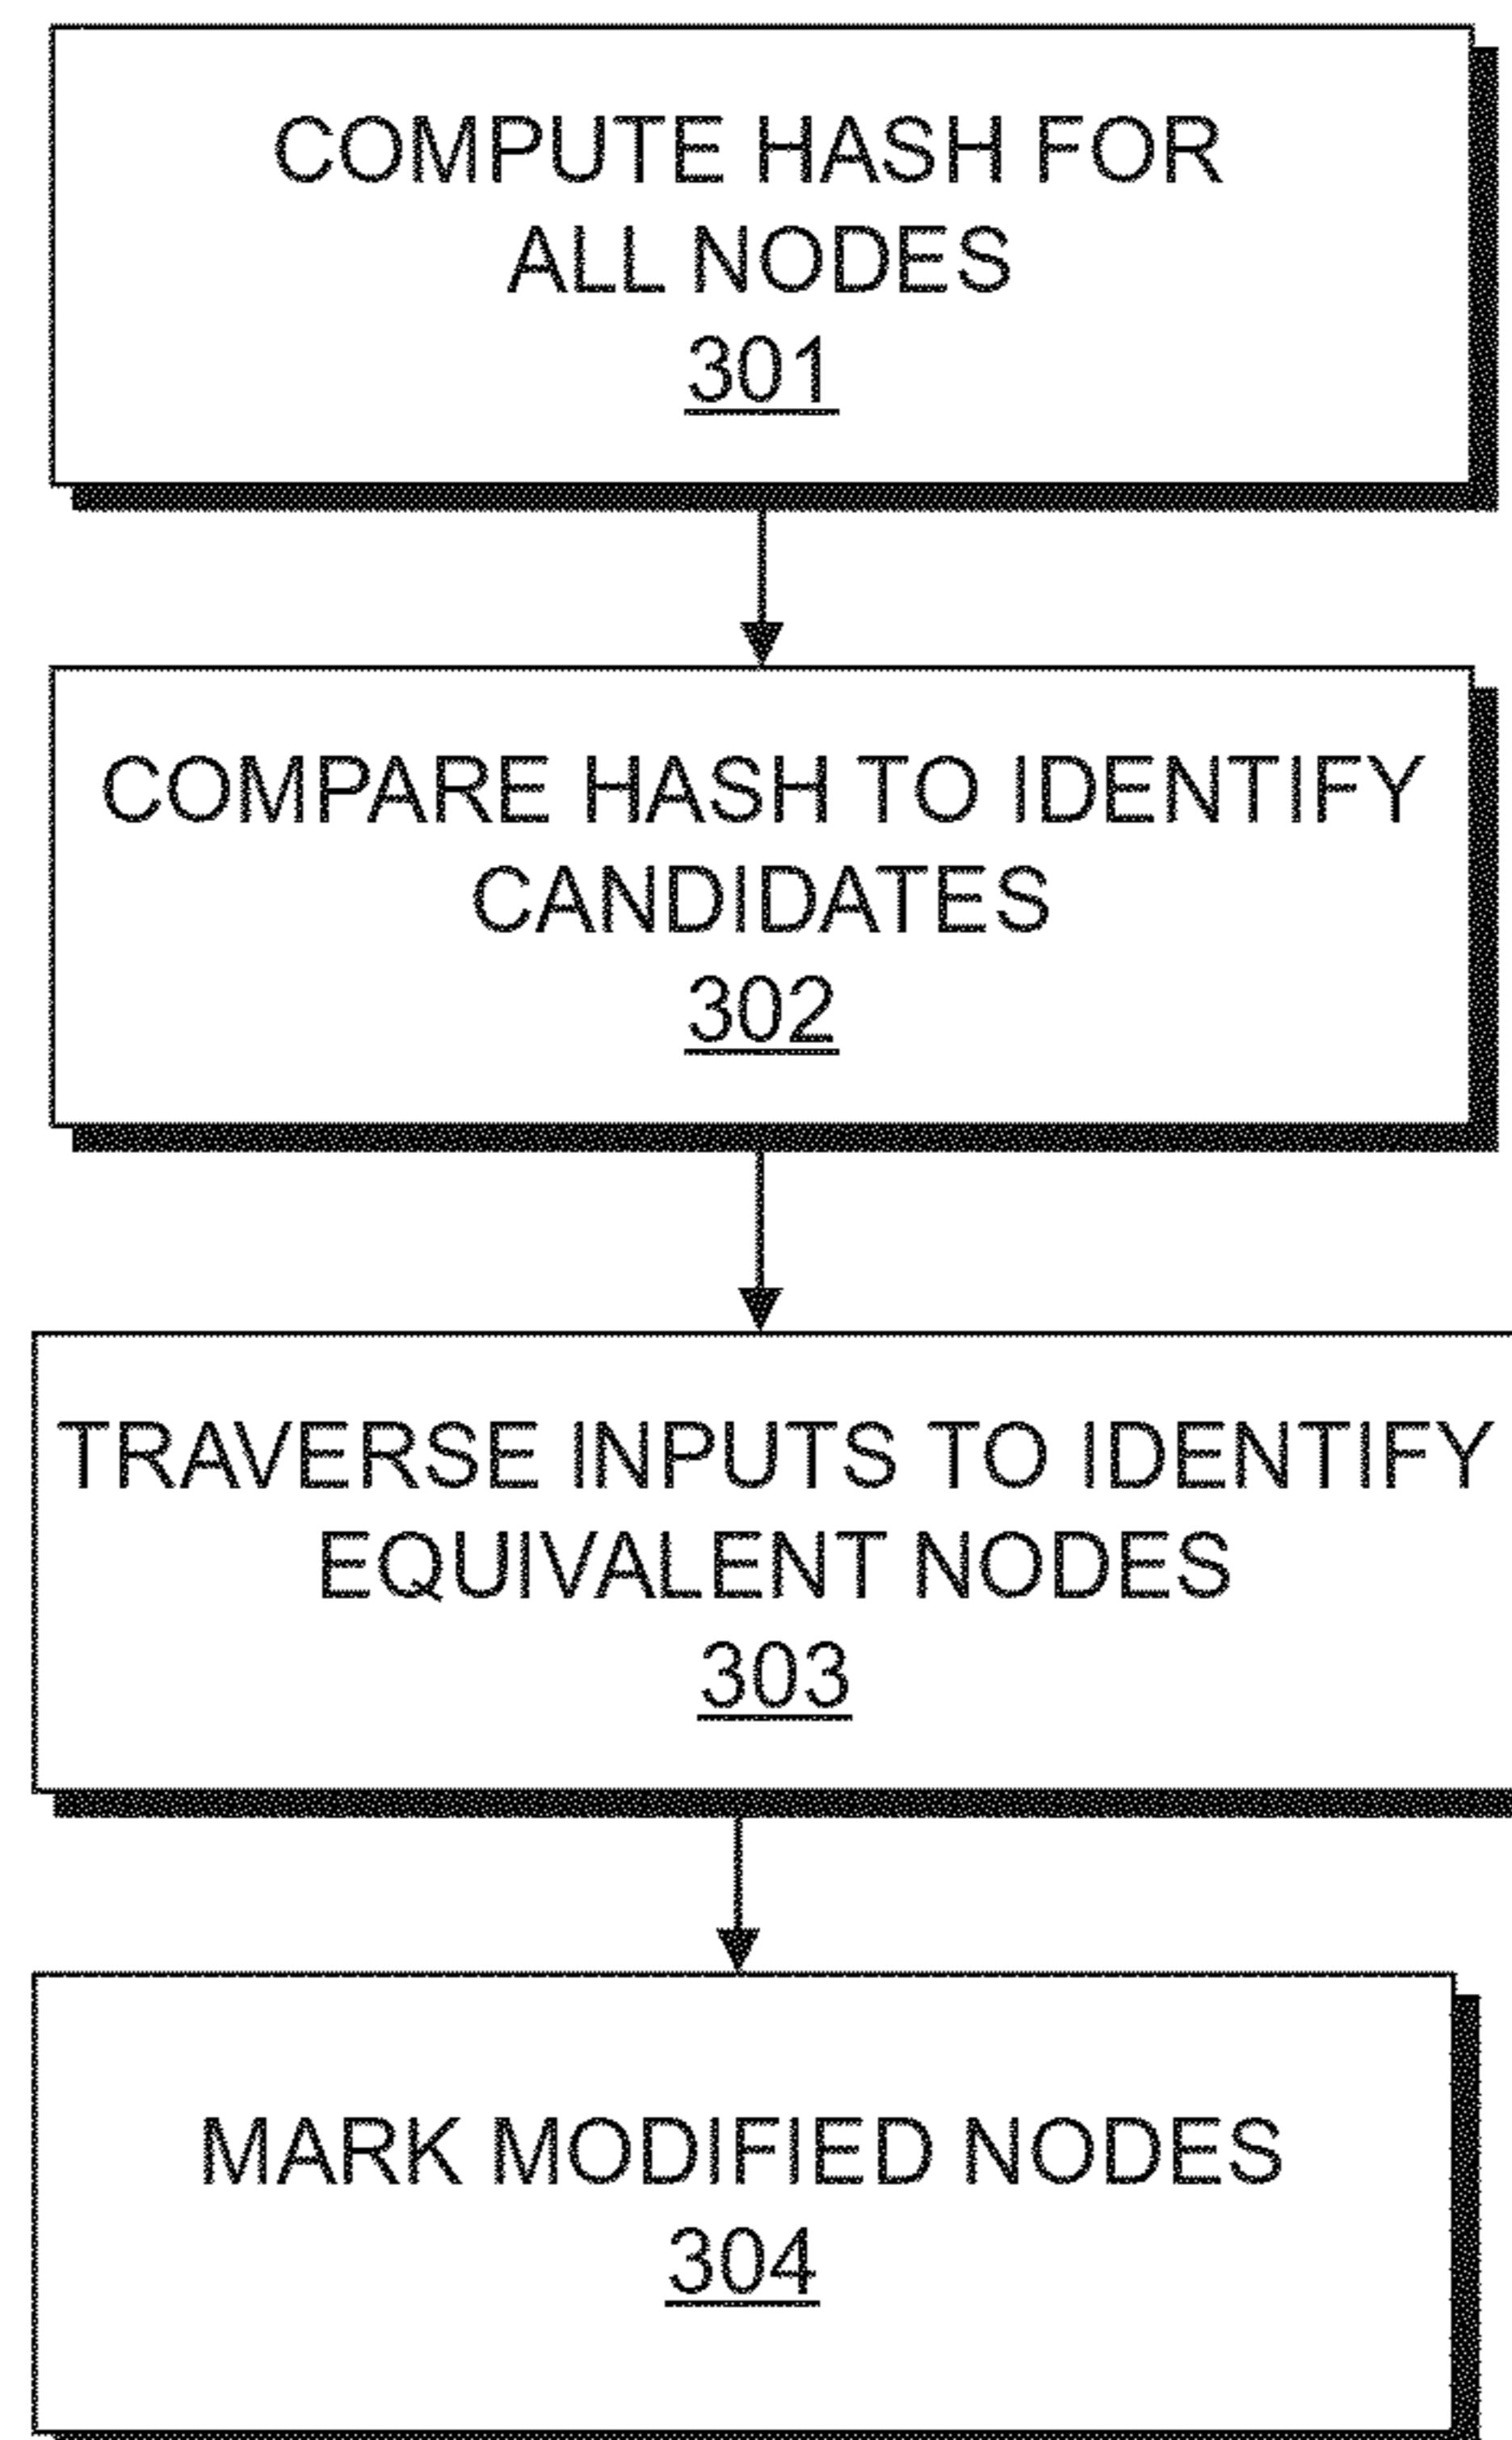 COMPUTE HASH FOR
ALL NODES
301
COMPARE HASH TO IDENTIFY
CANDIDATES
302
TRAVERSE INPUTS TO IDENTIFY
EQUIVALENT NODES
303
MARK MODIFIED NODES
304